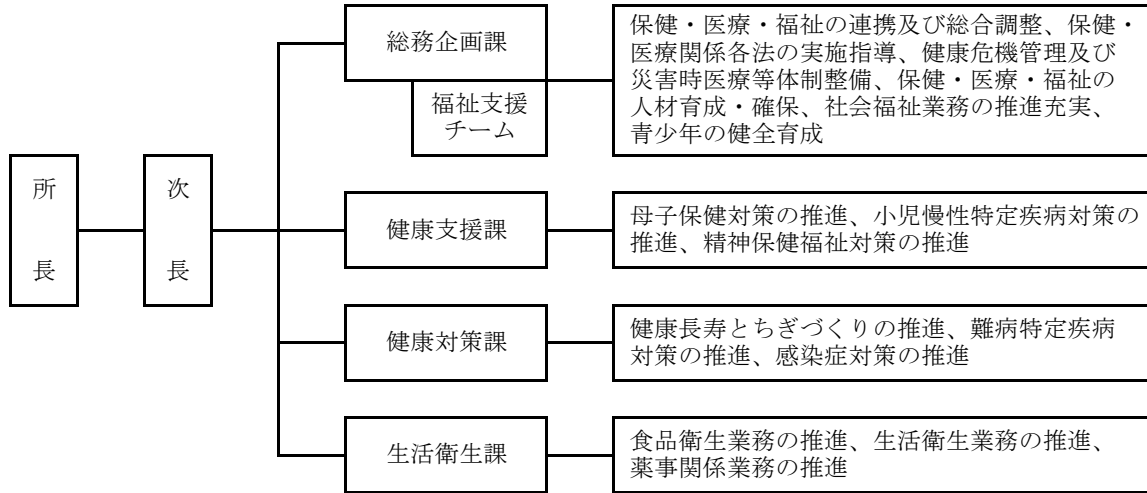 所長
次長
総務企画課
福祉支援
チーム
保健・医療・福祉の連携及び総合調整、保健・
医療関係各法の実施指導、健康危機管理及び
災害時医療等体制整備、保健・医療・福祉の
人材育成・確保、社会福祉業務の推進充実、
青少年の健全育成
健康支援課
母子保健対策の推進、小児慢性特定疾病対策の
推進、精神保健福祉対策の推進
健康対策課
健康長寿とちぎづくりの推進、難病特定疾病
対策の推進、感染症対策の推進
生活衛生課
食品衛生業務の推進、生活衛生業務の推進、
薬事関係業務の推進